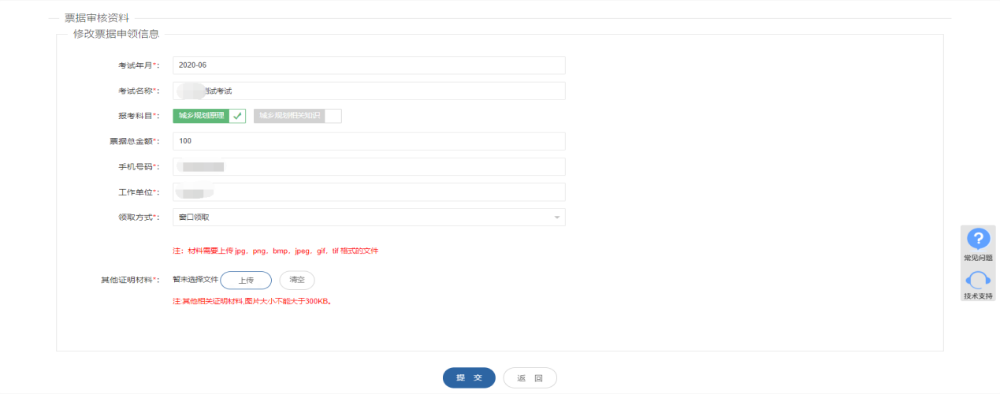 票据审核资料
修改票据申领信息
考试年月*： 2020-06
考试名称*： 测试考试
报考科目*： 城乡规划原理 城乡规划相关知识
票据总金额*： 100
手机号码*：
工作单位*：
领取方式*： 窗口领取
注：材料需要上传 jpg、png、bmp、jpeg、gif、tif 格式的文件
其他证明材料*： 暂未选择文件 上传 清空
注:其他相关证明材料,图片大小不能大于300KB。
常见问题
技术支持
提 交 返 回